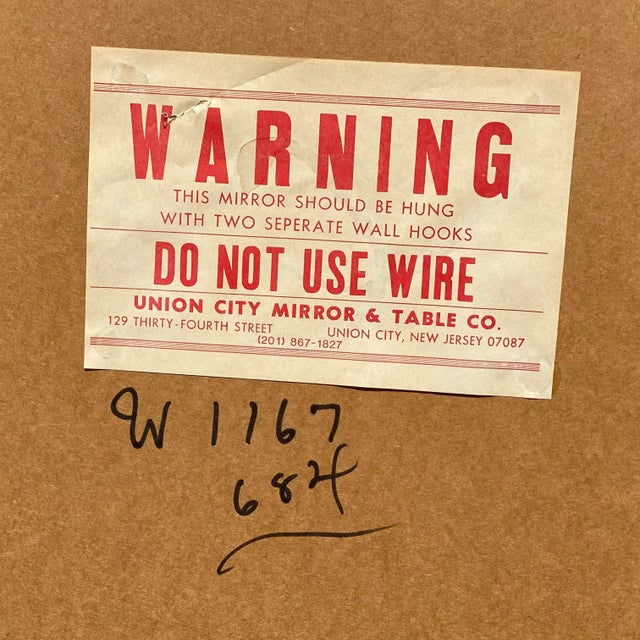 WARNING
THIS MIRROR SHOULD BE HUNG
WITH TWO SEPERATE WALL HOOKS
DO NOT USE WIRE
UNION CITY MIRROR & TABLE CO.
129 THIRTY-FOURTH STREET UNION CITY, NEW JERSEY 07087
(201) 867-1827
W 1167
684